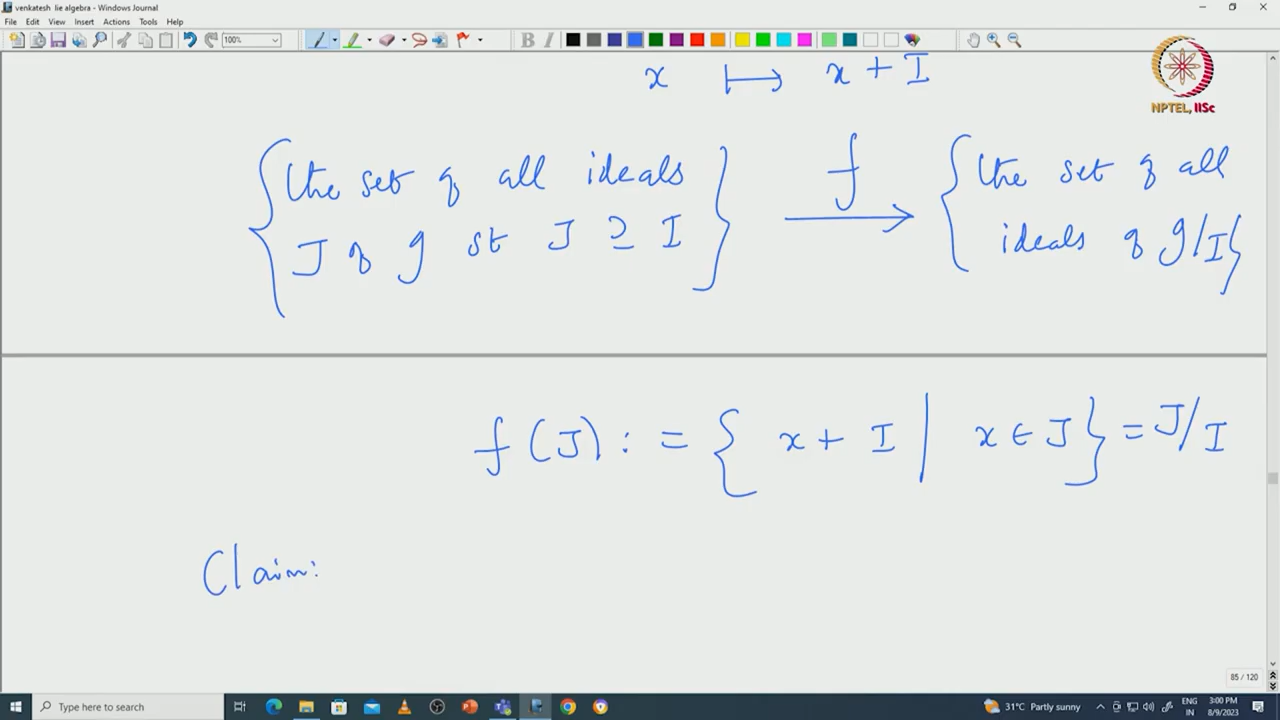 venkatesh lie algebra - Windows Journal
File Edit View Insert Actions Tools Help
100%
B I
x ⟼ x + I
NPTEL, IISc
{ the set of all ideals J of g st J ⊇ I } f⟶ { the set of all ideals of g/I }
f(J) := { x + I | x ∈ J } = J/I
Claim:
85 / 120
Type here to search
31°C Partly sunny
ENG
IN
3:00 PM
8/9/2023